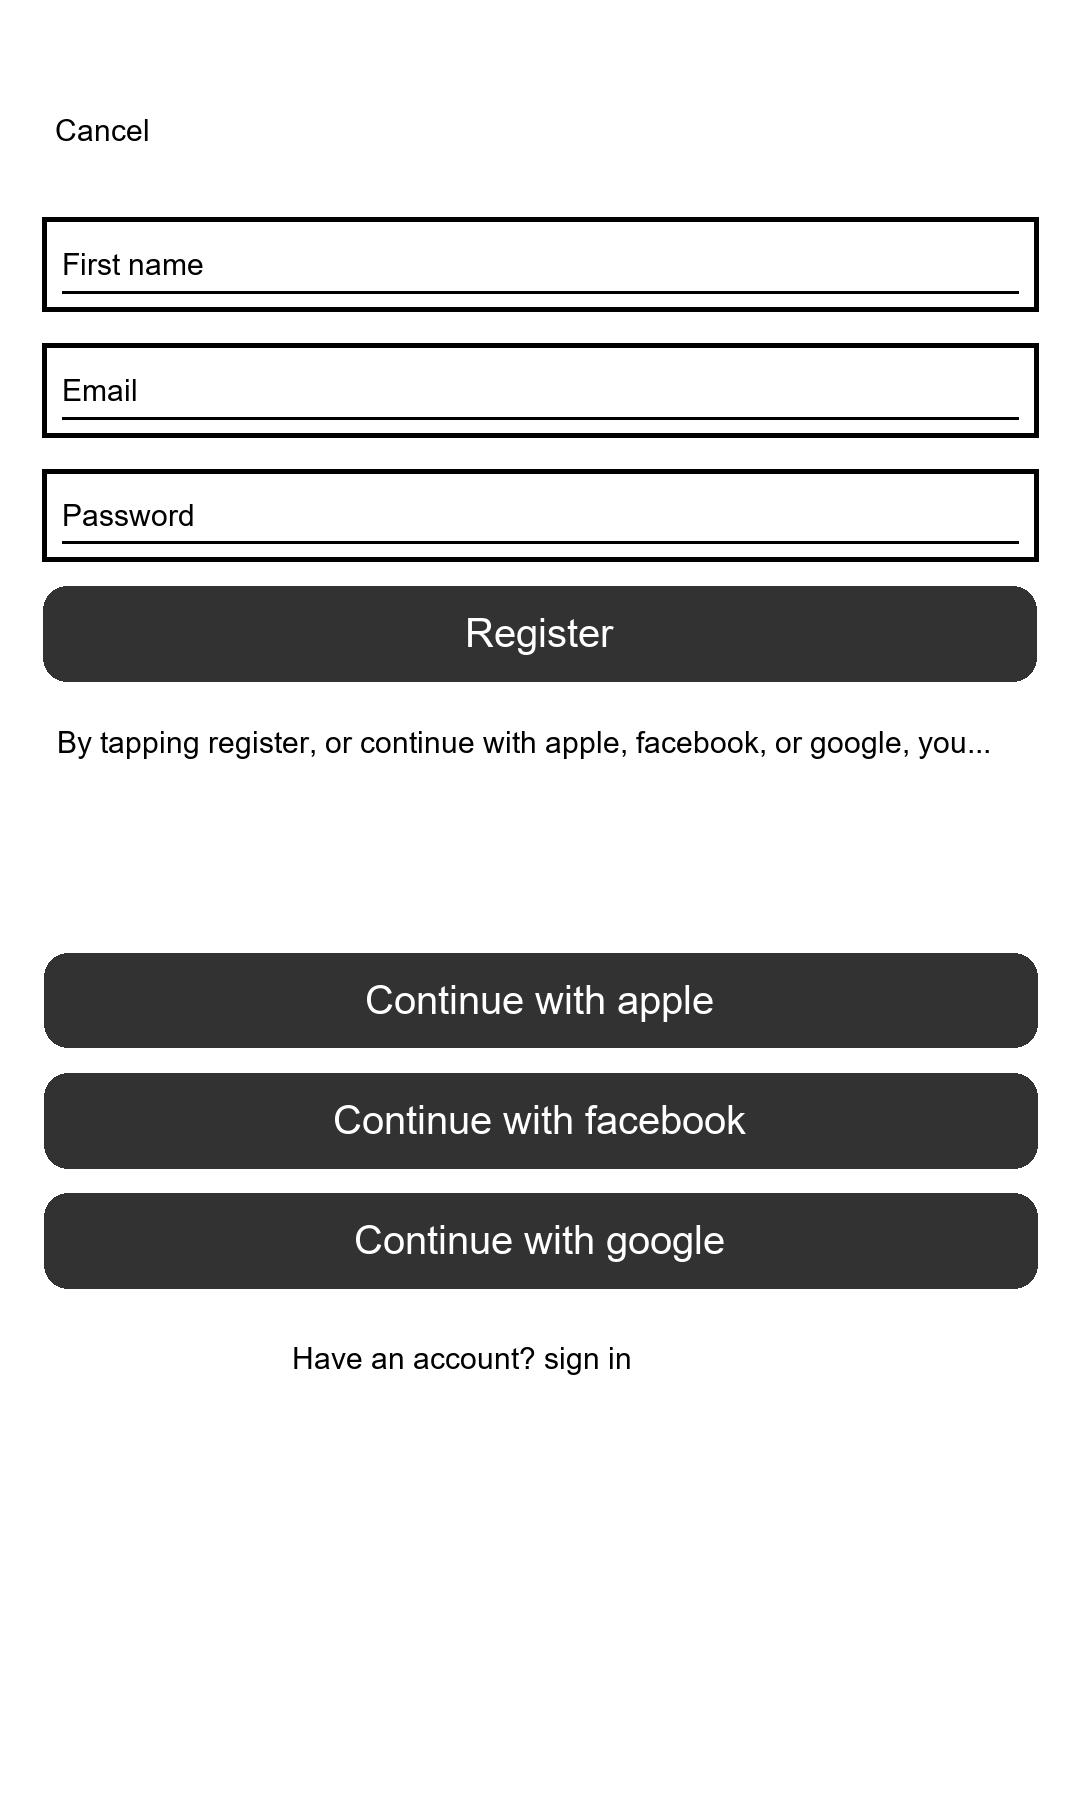 Cancel
First name
Email
Password
Register
By tapping register, or continue with apple, facebook, or google, you...
Continue with apple
Continue with facebook
Continue with google
Have an account? sign in